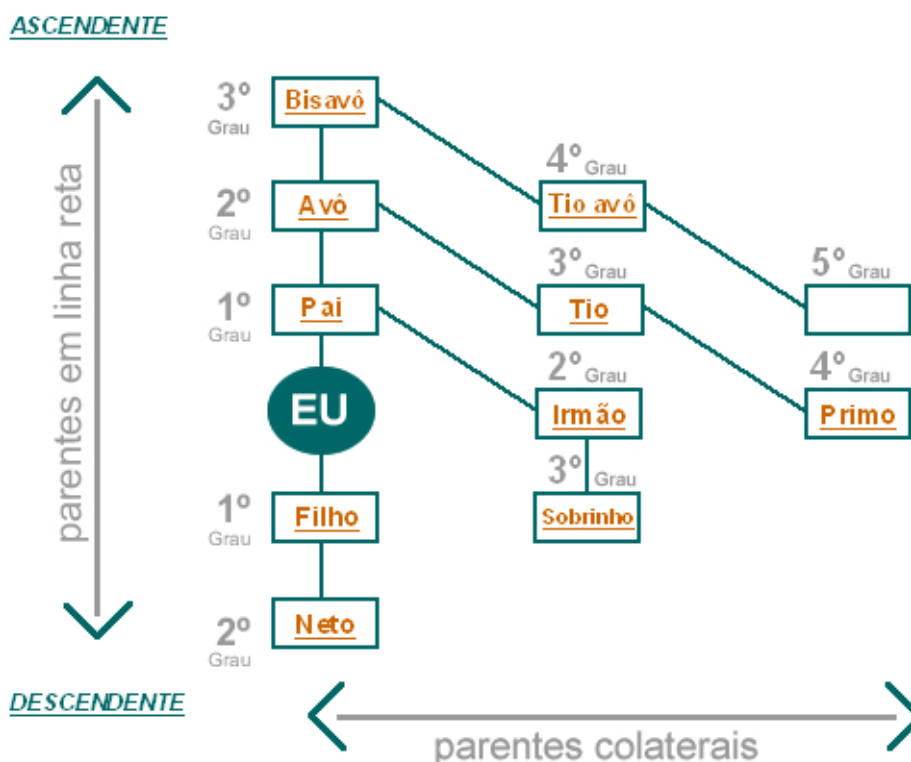 ASCENDENTE
parentes em linha reta
3º Grau
Bisavô
4º Grau
2º Grau
Avô
Tio avô
3º Grau
5º Grau
1º Grau
Pai
Tio
2º Grau
4º Grau
EU
Irmão
Primo
3º Grau
1º Grau
Filho
Sobrinho
2º Grau
Neto
DESCENDENTE
parentes colaterais